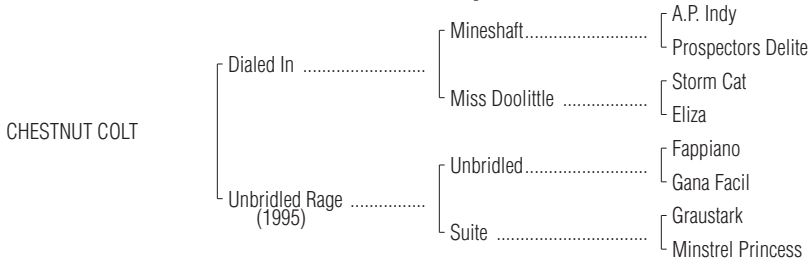 A.P. Indy
Mineshaft............................
Prospectors Delite
Dialed In ............................
Storm Cat
Miss Doolittle ...................
Eliza
CHESTNUT COLT
Fappiano
Unbridled............................
Gana Facil
Unbridled Rage ................
(1995)
Graustark
Suite ..................................
Minstrel Princess